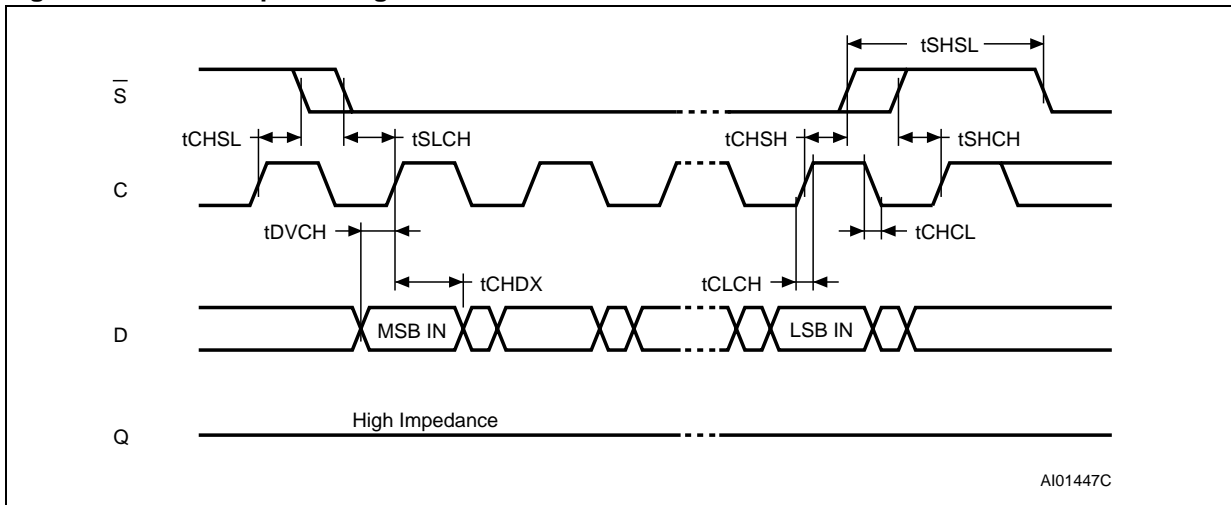 tSHSL
S
tCHSL
tSLCH
tCHSH
tSHCH
C
tDVCH
tCHCL
tCHDX
tCLCH
D
MSB IN
LSB IN
High Impedance
Q
AI01447C